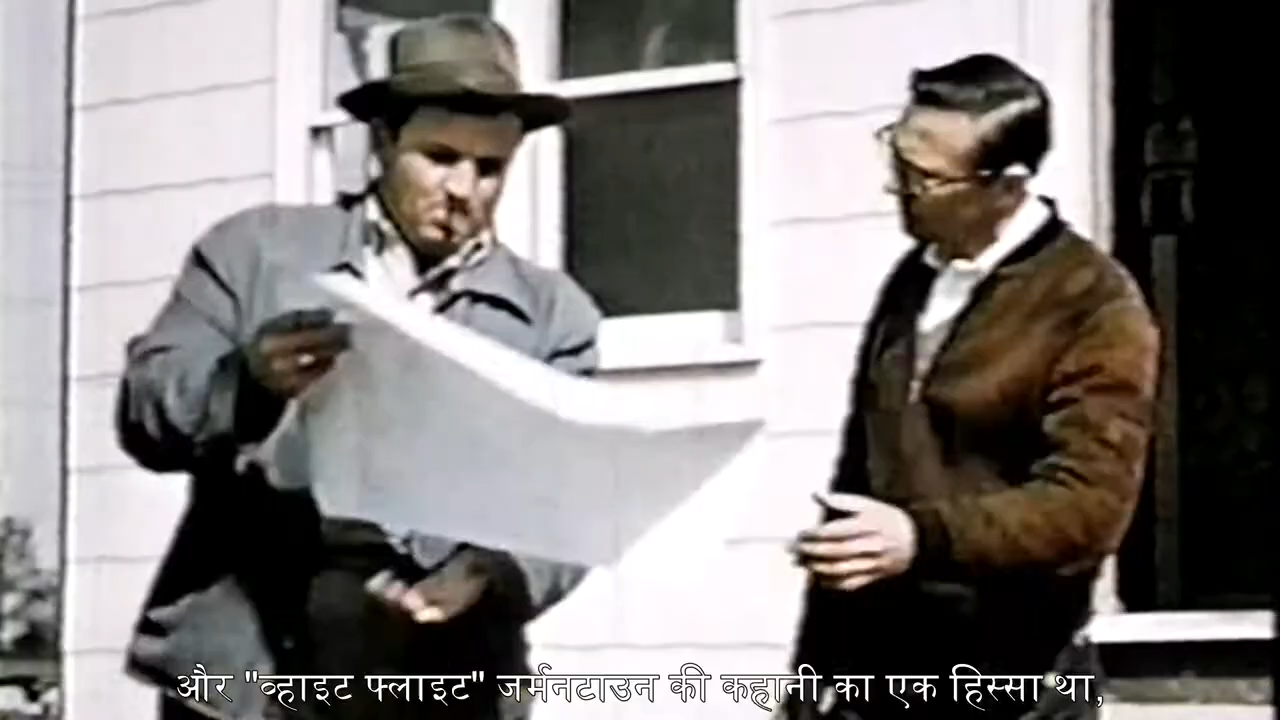 और "व्हाइट फ्लाइट" जर्मनटाउन की कहानी का एक हिस्सा था,